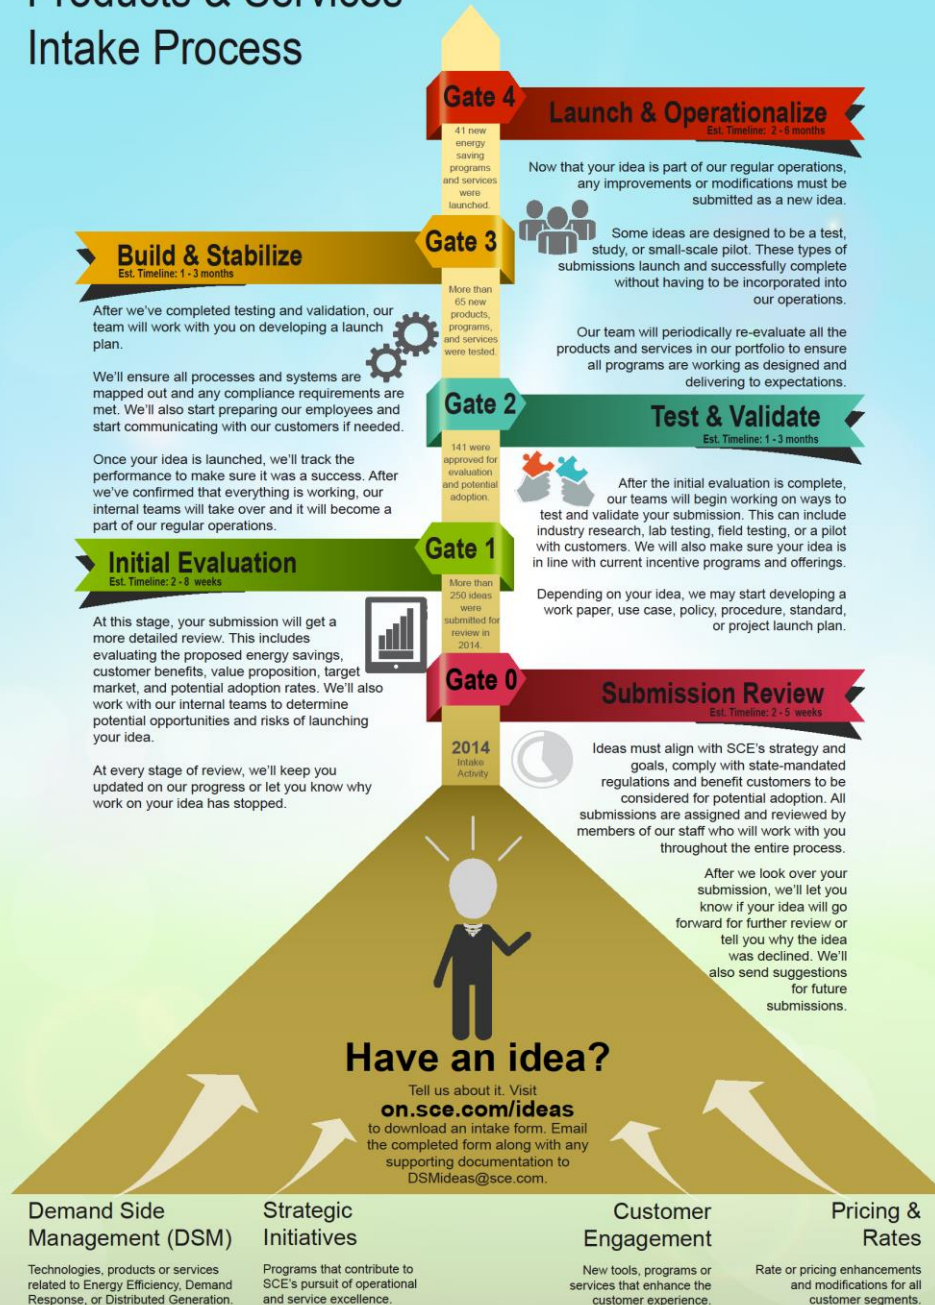 Products & Services
Intake Process
Gate 4
Launch & Operationalize
Est. Timeline: 2 - 6 months
41 new
energy
saving
programs
and services
were
launched.
Now that your idea is part of our regular operations,
any improvements or modifications must be
submitted as a new idea.
Some ideas are designed to be a test,
study, or small-scale pilot. These types of
submissions launch and successfully complete
without having to be incorporated into
our operations.
Our team will periodically re-evaluate all the
products and services in our portfolio to ensure
all programs are working as designed and
delivering to expectations.
Gate 3
Build & Stabilize
Est. Timeline: 1 - 3 months
More than
65 new
products,
programs,
and services
were tested.
After we've completed testing and validation, our
team will work with you on developing a launch
plan.
We'll ensure all processes and systems are
mapped out and any compliance requirements are
met. We'll also start preparing our employees and
start communicating with our customers if needed.
Once your idea is launched, we'll track the
performance to make sure it was a success. After
we've confirmed that everything is working, our
internal teams will take over and it will become a
part of our regular operations.
Gate 2
Test & Validate
Est. Timeline: 1 - 3 months
141 were
approved for
evaluation
and potential
adoption.
After the initial evaluation is complete,
our teams will begin working on ways to
test and validate your submission. This can include
industry research, lab testing, field testing, or a pilot
with customers. We will also make sure your idea is
in line with current incentive programs and offerings.
Depending on your idea, we may start developing a
work paper, use case, policy, procedure, standard,
or project launch plan.
Gate 1
Initial Evaluation
Est. Timeline: 2 - 8 weeks
More than
250 ideas
were
submitted for
review in
2014.
At this stage, your submission will get a
more detailed review. This includes
evaluating the proposed energy savings,
customer benefits, value proposition, target
market, and potential adoption rates. We'll also
work with our internal teams to determine
potential opportunities and risks of launching
your idea.
At every stage of review, we'll keep you
updated on our progress or let you know why
work on your idea has stopped.
Gate 0
Submission Review
Est. Timeline: 2 - 5 weeks
2014
Intake
Activity
Ideas must align with SCE's strategy and
goals, comply with state-mandated
regulations and benefit customers to be
considered for potential adoption. All
submissions are assigned and reviewed by
members of our staff who will work with you
throughout the entire process.
After we look over your
submission, we'll let you
know if your idea will go
forward for further review or
tell you why the idea
was declined. We'll
also send suggestions
for future
submissions.
Have an idea?
Tell us about it. Visit
on.sce.com/ideas
to download an intake form. Email
the completed form along with any
supporting documentation to
DSMideas@sce.com.
Demand Side
Management (DSM)
Technologies, products or services
related to Energy Efficiency, Demand
Response, or Distributed Generation.
Strategic
Initiatives
Programs that contribute to
SCE's pursuit of operational
and service excellence.
Customer
Engagement
New tools, programs or
services that enhance the
customer experience.
Pricing &
Rates
Rate or pricing enhancements
and modifications for all
customer segments.